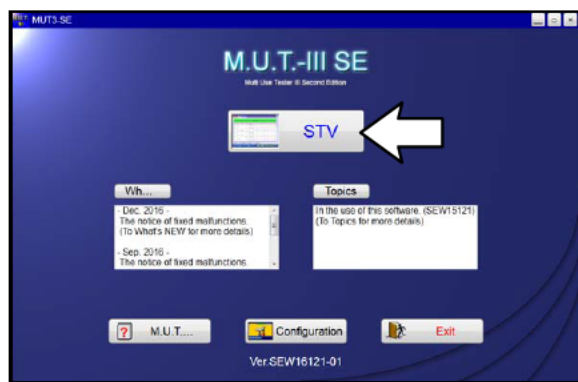 MUT3-SE
M.U.T.-III SE
Multi Use Tester III Second Edition
STV
Wh...
Topics
- Dec. 2016 -
The notice of fixed malfunctions.
(To What's NEW for more details)
- Sep. 2016 -
The notice of fixed malfunctions.
In the use of this software. (SEW15121)
(To Topics for more details)
M.U.T....
Configuration
Exit
Ver.SEW16121-01